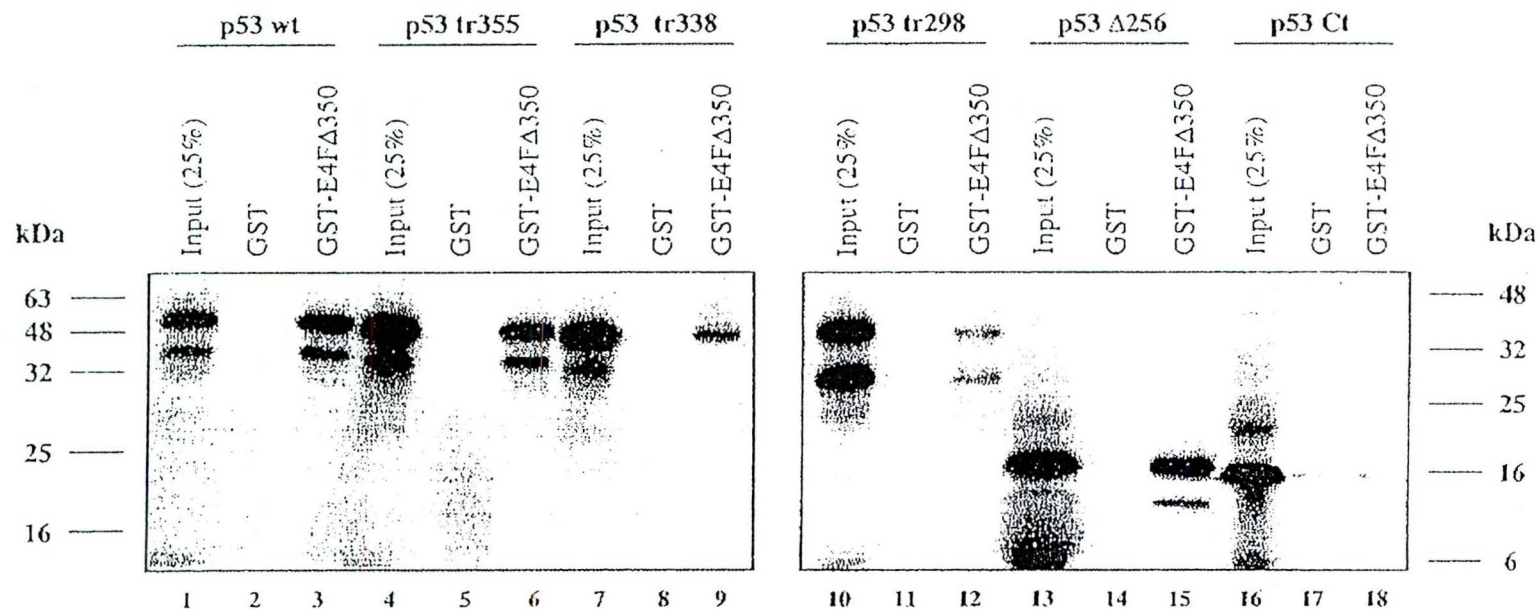 p53 wt p53 tr355 p53 tr338 p53 tr298 p53 Δ256 p53 Ct
Input (25%) GST GST-E4FΔ350 Input (25%) GST GST-E4FΔ350 Input (25%) GST GST-E4FΔ350 Input (25%) GST GST-E4FΔ350 Input (25%) GST GST-E4FΔ350 Input (25%) GST GST-E4FΔ350
kDa kDa
63 48
48 32
32 25
25 16
16 6
1 2 3 4 5 6 7 8 9 10 11 12 13 14 15 16 17 18